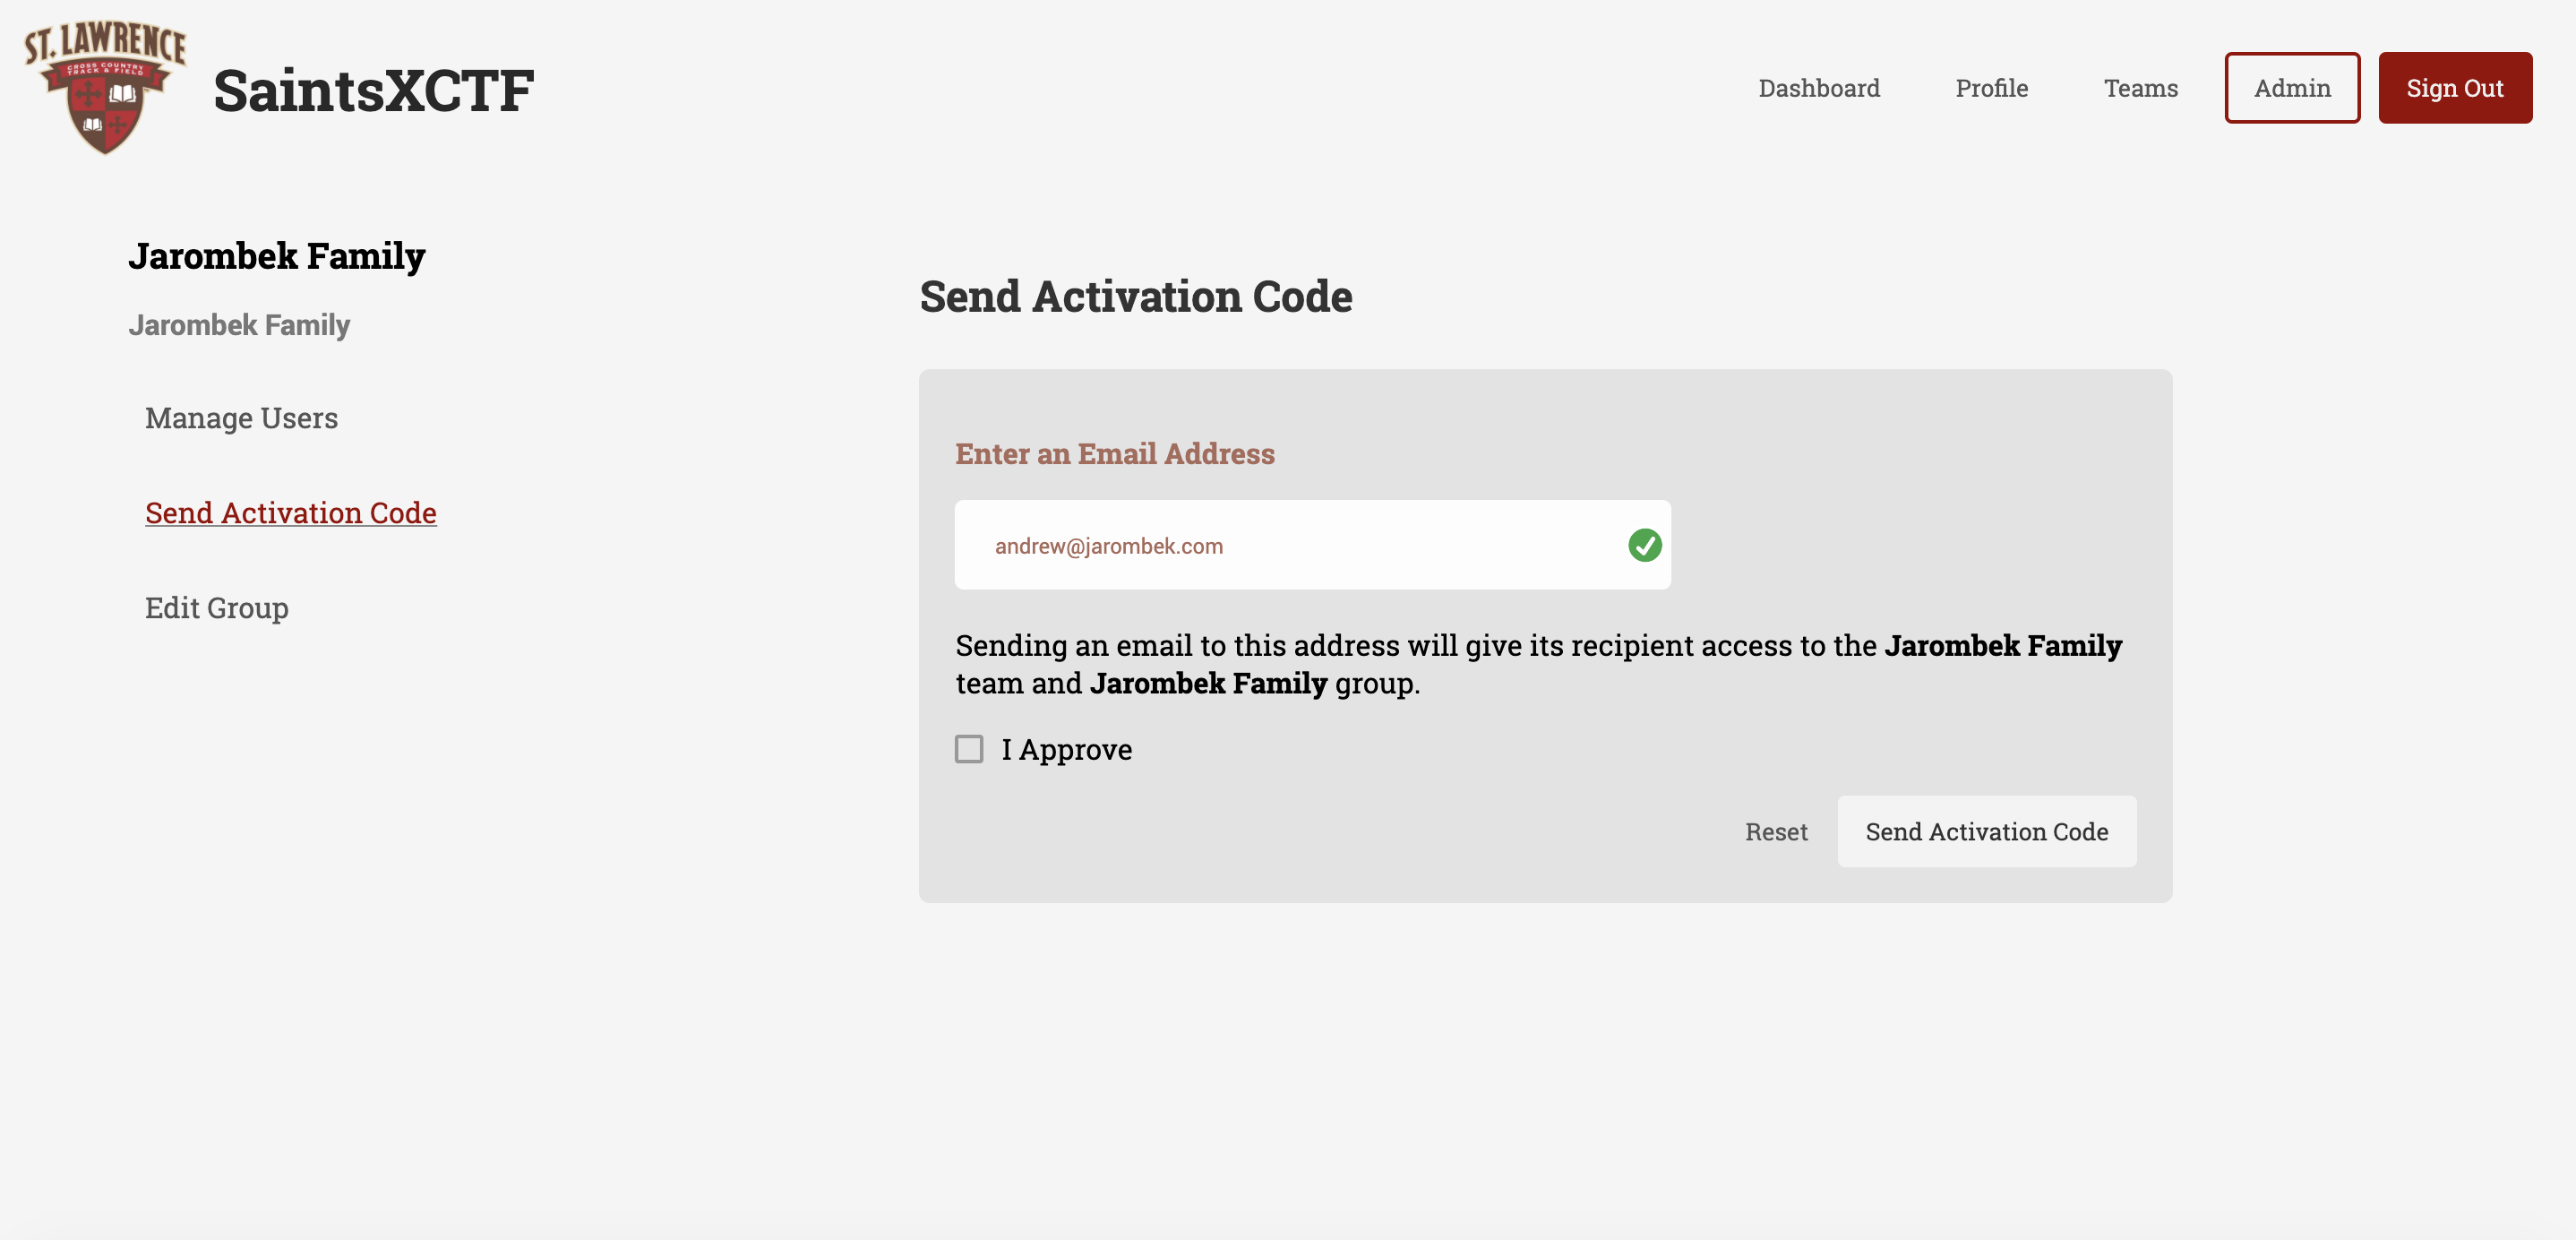 ST. LAWRENCE
CROSS COUNTRY
TRACK & FIELD
SaintsXCTF
Dashboard
Profile
Teams
Admin
Sign Out
Jarombek Family
Jarombek Family
Manage Users
Send Activation Code
Edit Group
Send Activation Code
Enter an Email Address
andrew@jarombek.com
Sending an email to this address will give its recipient access to the Jarombek Family
team and Jarombek Family group.
I Approve
Reset
Send Activation Code